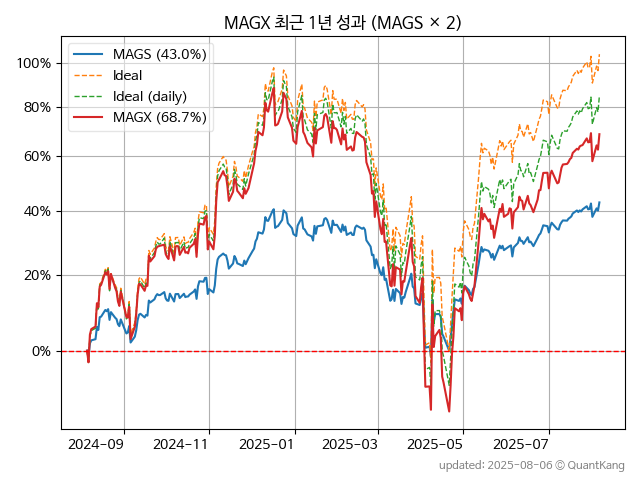 MAGX 최근 1년 성과 (MAGS × 2)
MAGS (43.0%)
Ideal
Ideal (daily)
MAGX (68.7%)
100%
80%
60%
40%
20%
0%
2024-09
2024-11
2025-01
2025-03
2025-05
2025-07
updated: 2025-08-06 © QuantKang